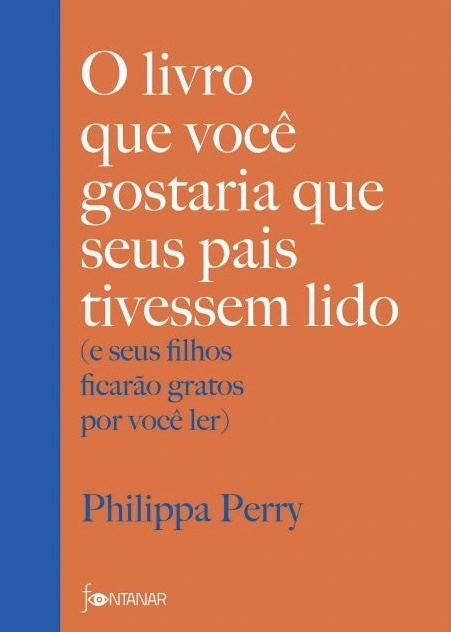 O livro
que você
gostaria que
seus pais
tivessem lido
(e seus filhos
ficarão gratos
por você ler)
Philippa Perry
fONTANAR